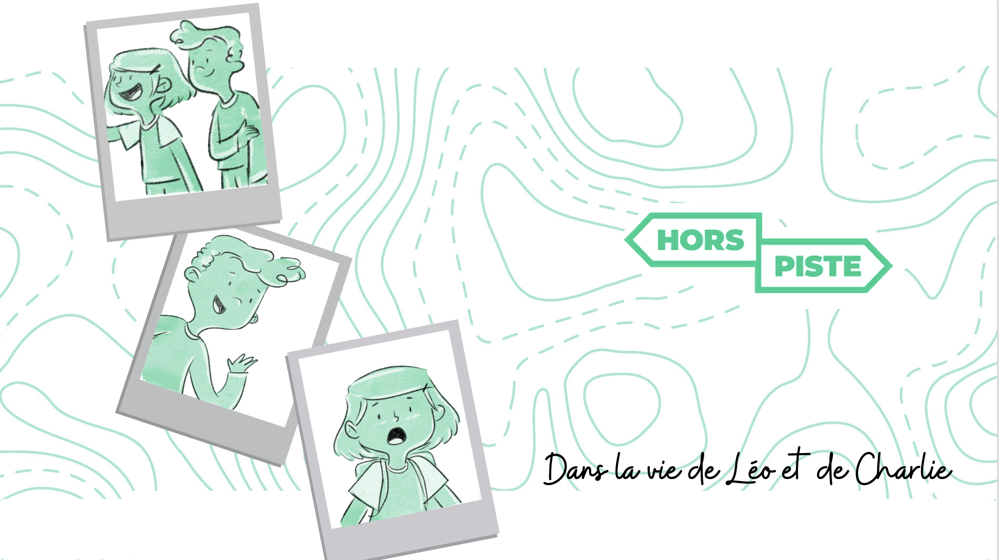 HORS
PISTE
Dans la vie de Léo et de Charlie